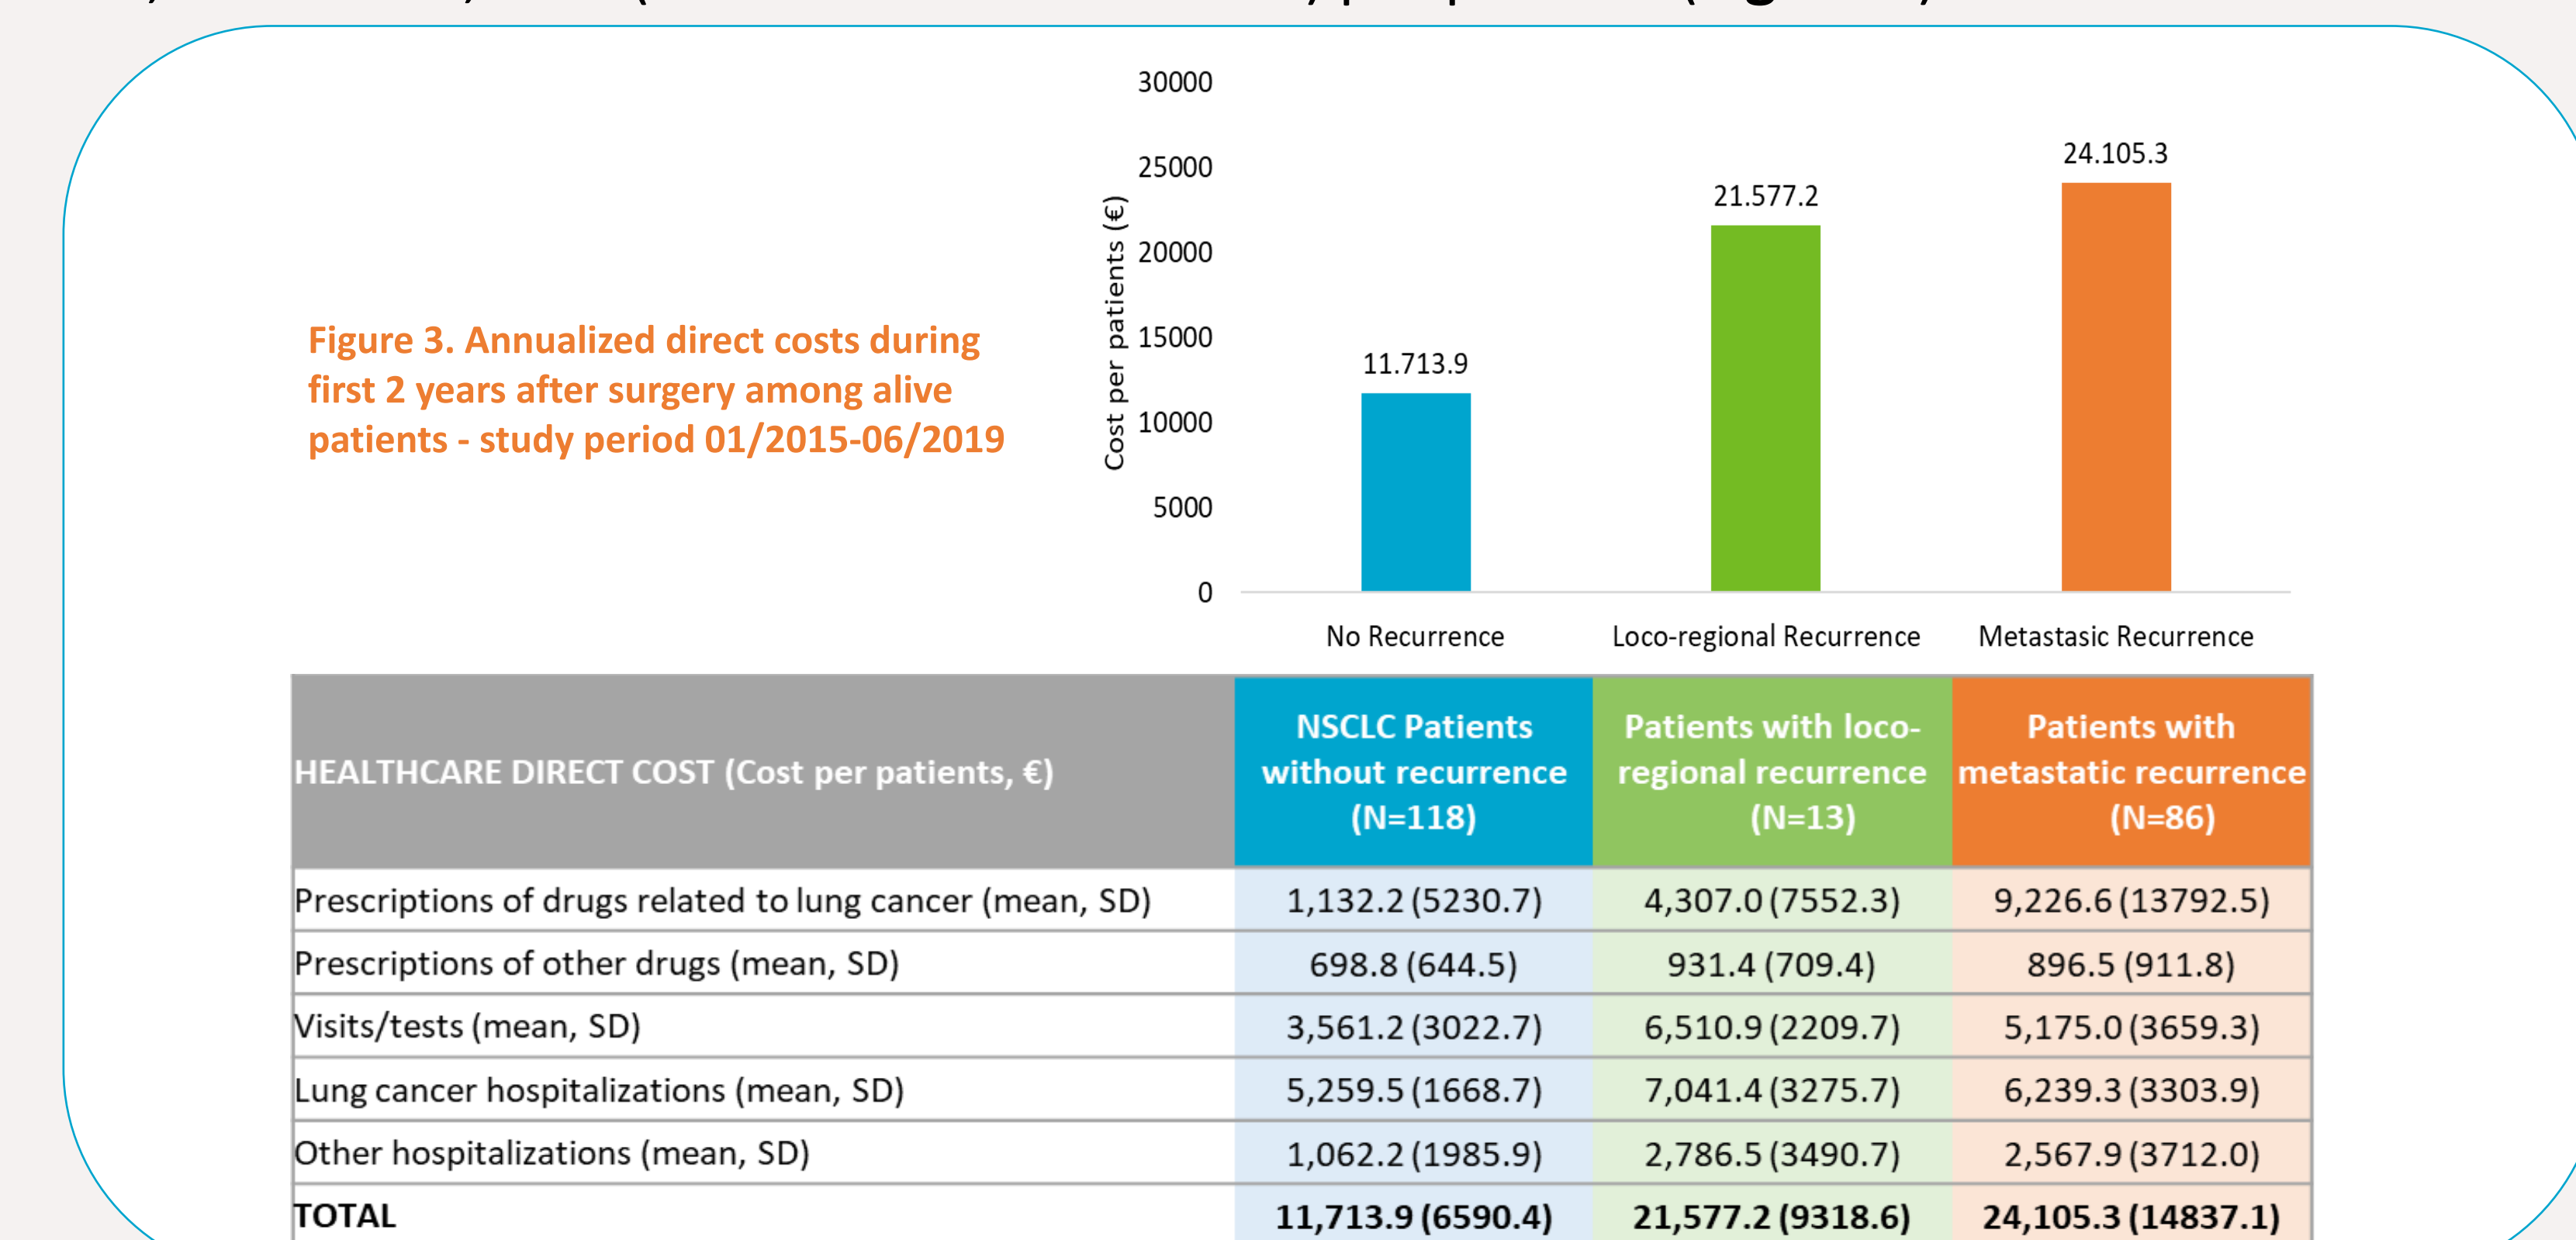 30000
25000
20000
15000
10000
5000
0
Cost per patients (€)
11.713.9
21.577.2
24.105.3
No Recurrence
Loco-regional Recurrence
Metastasic Recurrence
Figure 3. Annualized direct costs during
first 2 years after surgery among alive
patients - study period 01/2015-06/2019
HEALTHCARE DIRECT COST (Cost per patients, €)
NSCLC Patients
without recurrence
(N=118)
Patients with loco-
regional recurrence
(N=13)
Patients with
metastatic recurrence
(N=86)
Prescriptions of drugs related to lung cancer (mean, SD) 1,132.2 (5230.7) 4,307.0 (7552.3) 9,226.6 (13792.5)
Prescriptions of other drugs (mean, SD) 698.8 (644.5) 931.4 (709.4) 896.5 (911.8)
Visits/tests (mean, SD) 3,561.2 (3022.7) 6,510.9 (2209.7) 5,175.0 (3659.3)
Lung cancer hospitalizations (mean, SD) 5,259.5 (1668.7) 7,041.4 (3275.7) 6,239.3 (3303.9)
Other hospitalizations (mean, SD) 1,062.2 (1985.9) 2,786.5 (3490.7) 2,567.9 (3712.0)
TOTAL 11,713.9 (6590.4) 21,577.2 (9318.6) 24,105.3 (14837.1)